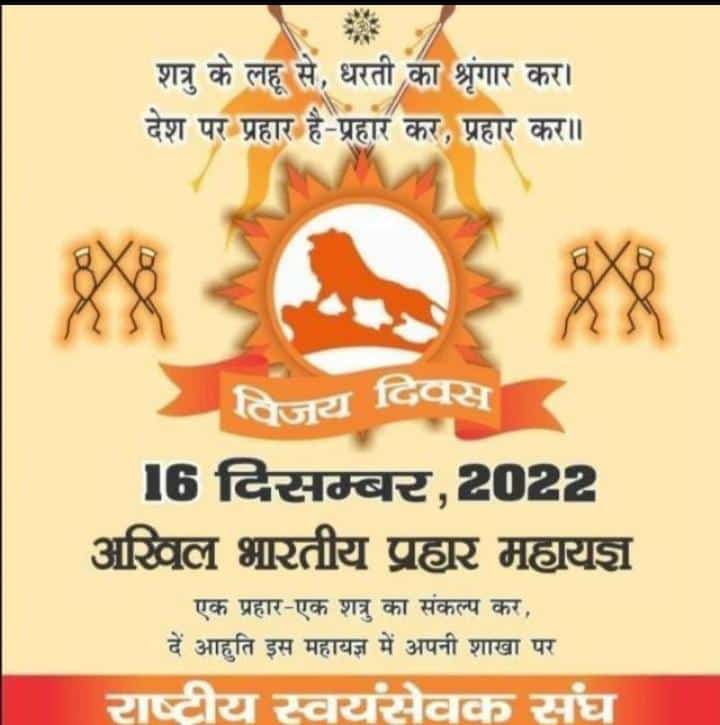 शत्रु के लहू से, धरती का श्रृंगार कर।
देश पर प्रहार है-प्रहार कर, प्रहार कर॥
विजय दिवस
16 दिसम्बर, 2022
अखिल भारतीय प्रहार महायज्ञ
एक प्रहार-एक शत्रु का संकल्प कर,
दें आहुति इस महायज्ञ में अपनी शाखा पर
राष्ट्रीय स्वयंसेवक संघ